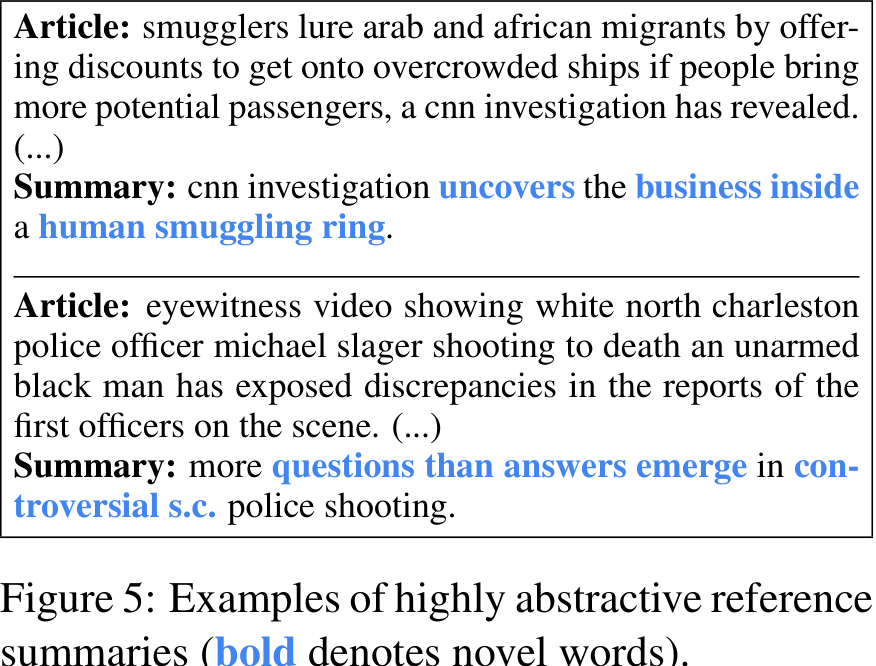 Article: smugglers lure arab and african migrants by offer-
ing discounts to get onto overcrowded ships if people bring
more potential passengers, a cnn investigation has revealed.
(...)
Summary: cnn investigation uncovers the business inside
a human smuggling ring.
Article: eyewitness video showing white north charleston
police officer michael slager shooting to death an unarmed
black man has exposed discrepancies in the reports of the
first officers on the scene. (...)
Summary: more questions than answers emerge in con-
troversial s.c. police shooting.
Figure 5: Examples of highly abstractive reference
summaries (bold denotes novel words).